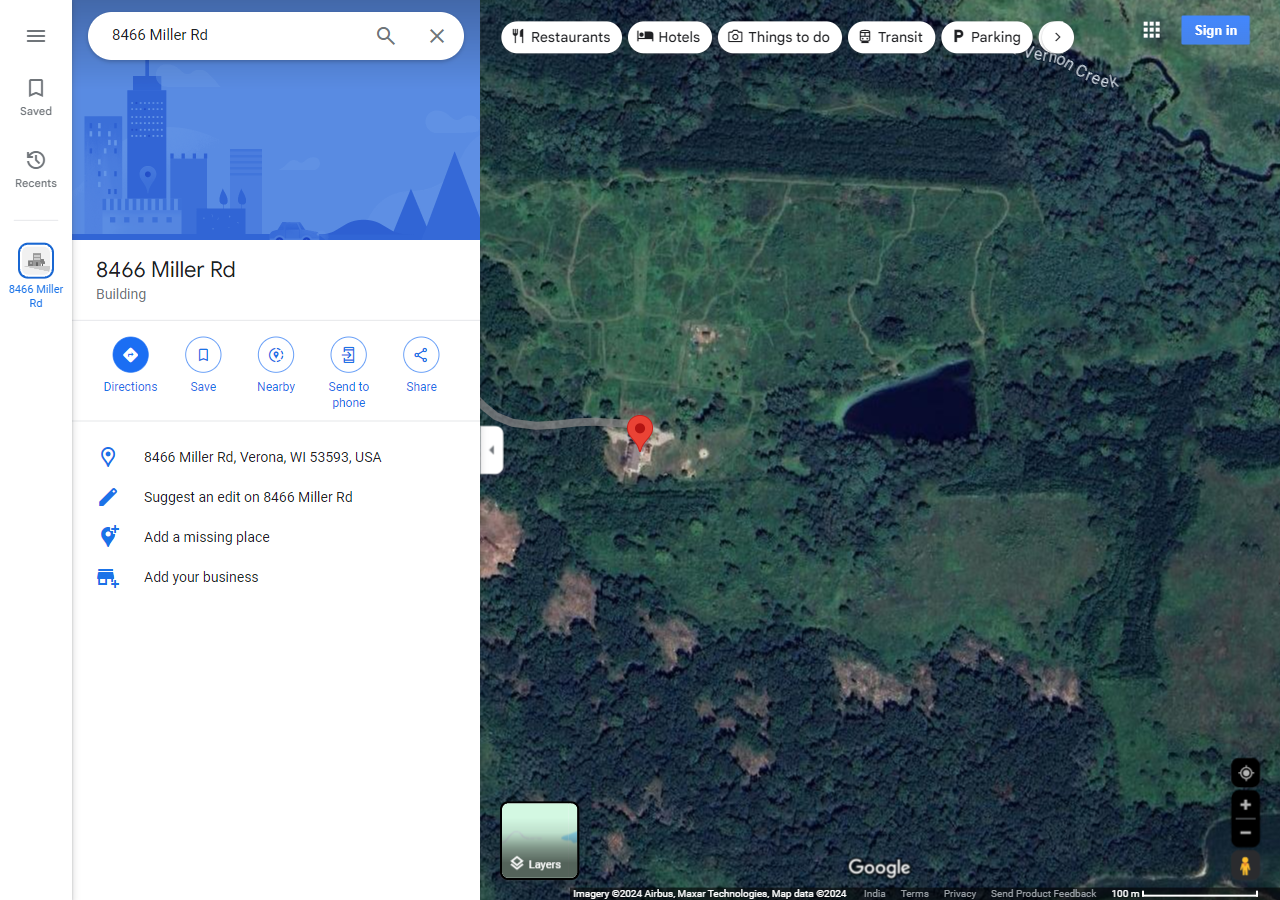 8466 Miller Rd
Restaurants
Hotels
Things to do
Transit
Parking
Sign in
Vernon Creek
Saved
Recents
8466 Miller
Rd
8466 Miller Rd
Building
Directions
Save
Nearby
Send to
phone
Share
8466 Miller Rd, Verona, WI 53593, USA
Suggest an edit on 8466 Miller Rd
Add a missing place
Add your business
Layers
Google
Imagery ©2024 Airbus, Maxar Technologies, Map data ©2024 India Terms Privacy Send Product Feedback 100 m